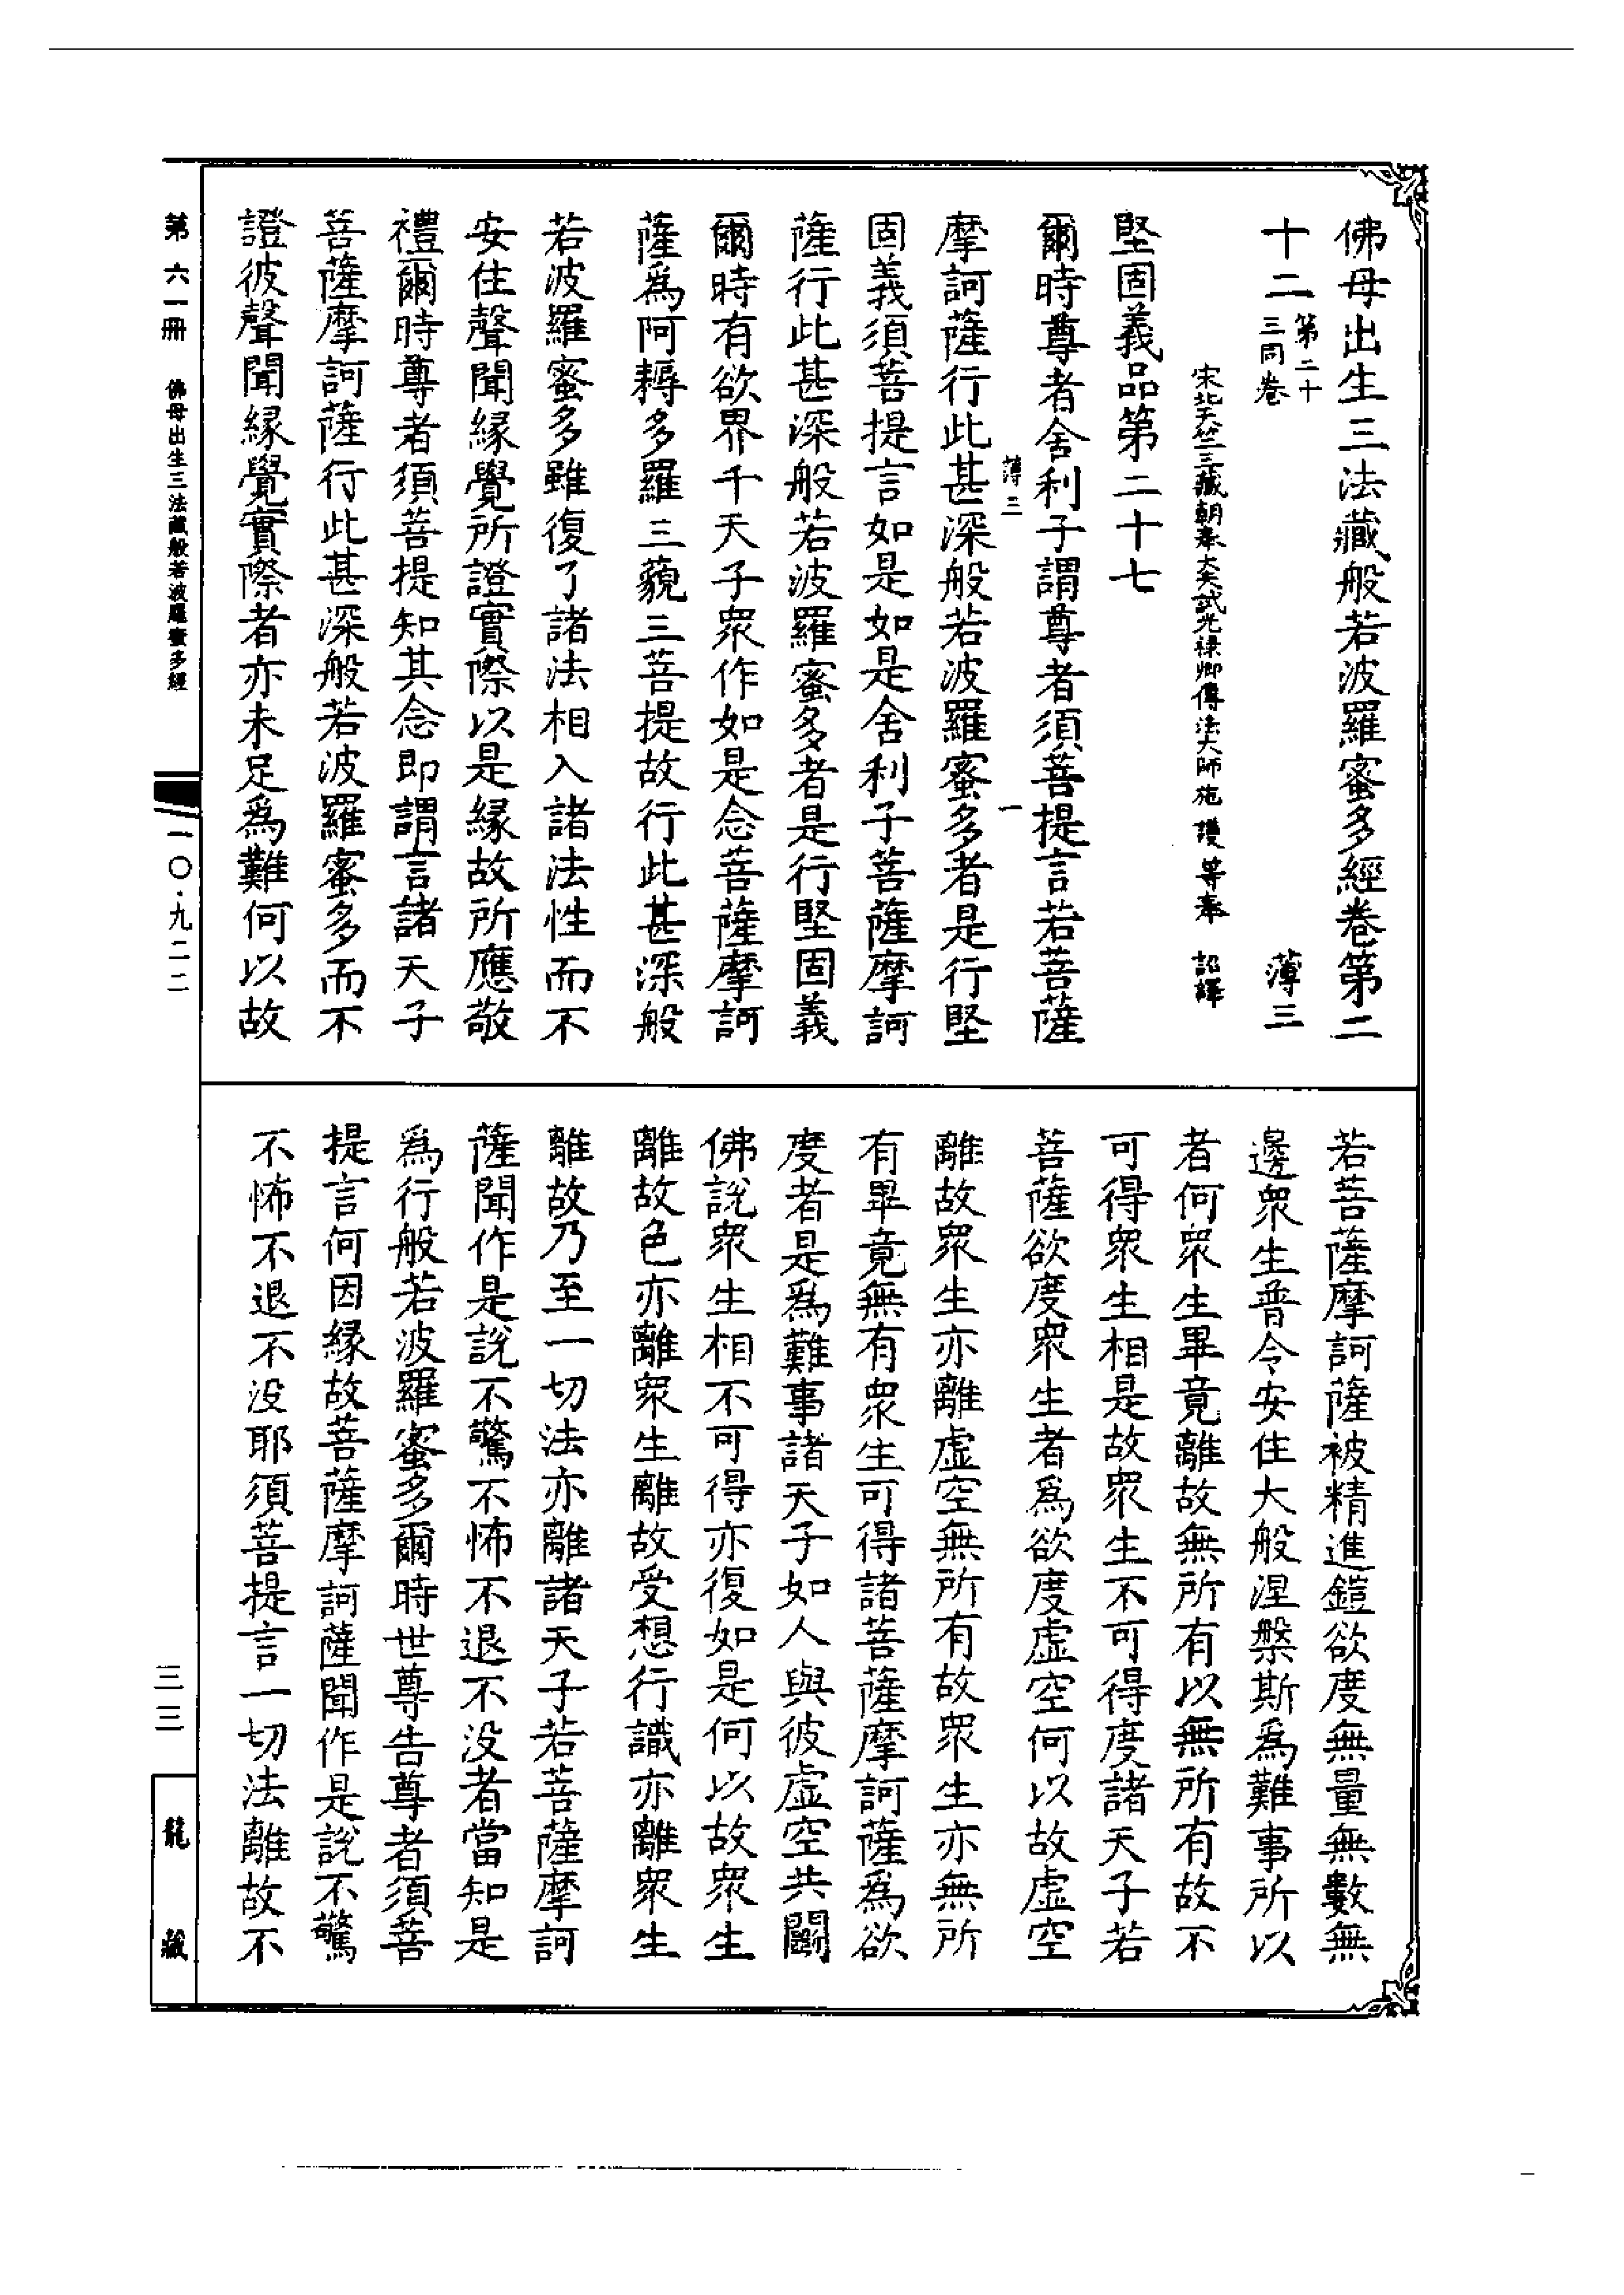 佛母出生三法藏般若波羅蜜多經卷第二
十二第二十三同卷　薄三
宋北天竺三藏朝奉大夫試光祿卿傳法大師施護等奉　詔譯
堅固義品第二十七
爾時尊者舍利子謂尊者須菩提言若菩薩
薄三　一
摩訶薩行此甚深般若波羅蜜多者是行堅
固義須菩提言如是如是舍利子菩薩摩訶
薩行此甚深般若波羅蜜多者是行堅固義
爾時有欲界千天子眾作如是念菩薩摩訶
薩爲阿耨多羅三藐三菩提故行此甚深般
若波羅蜜多雖復了諸法相入諸法性而不
安住聲聞緣覺所證實際以是緣故所應敬
禮爾時尊者須菩提知其念即謂言諸天子
菩薩摩訶薩行此甚深般若波羅蜜多而不
證彼聲聞緣覺實際者亦未足爲難何以故
若菩薩摩訶薩被精進鎧欲度無量無數無
邊眾生普令安住大般涅槃斯爲難事所以
者何眾生畢竟離故無所有以無所有故不
可得眾生相是故眾生不可得度諸天子若
菩薩欲度眾生者爲欲度虛空何以故虛空
離故眾生亦離虛空無所有故眾生亦無所
有畢竟無有眾生可得諸菩薩摩訶薩爲欲
度者是爲難事諸天子如人與彼虛空共鬭
佛說眾生相不可得亦復如是何以故眾生
離故色亦離眾生離故受想行識亦離眾生
離故乃至一切法亦離諸天子若菩薩摩訶
薩聞作是說不驚不怖不退不没者當知是
爲行般若波羅蜜多爾時世尊告尊者須菩
提言何因緣故菩薩摩訶薩聞作是說不驚
不怖不退不没耶須菩提言一切法離故不
第六一冊　佛母出生三法藏般若波羅蜜多經
一〇·九二二
三三
龍藏